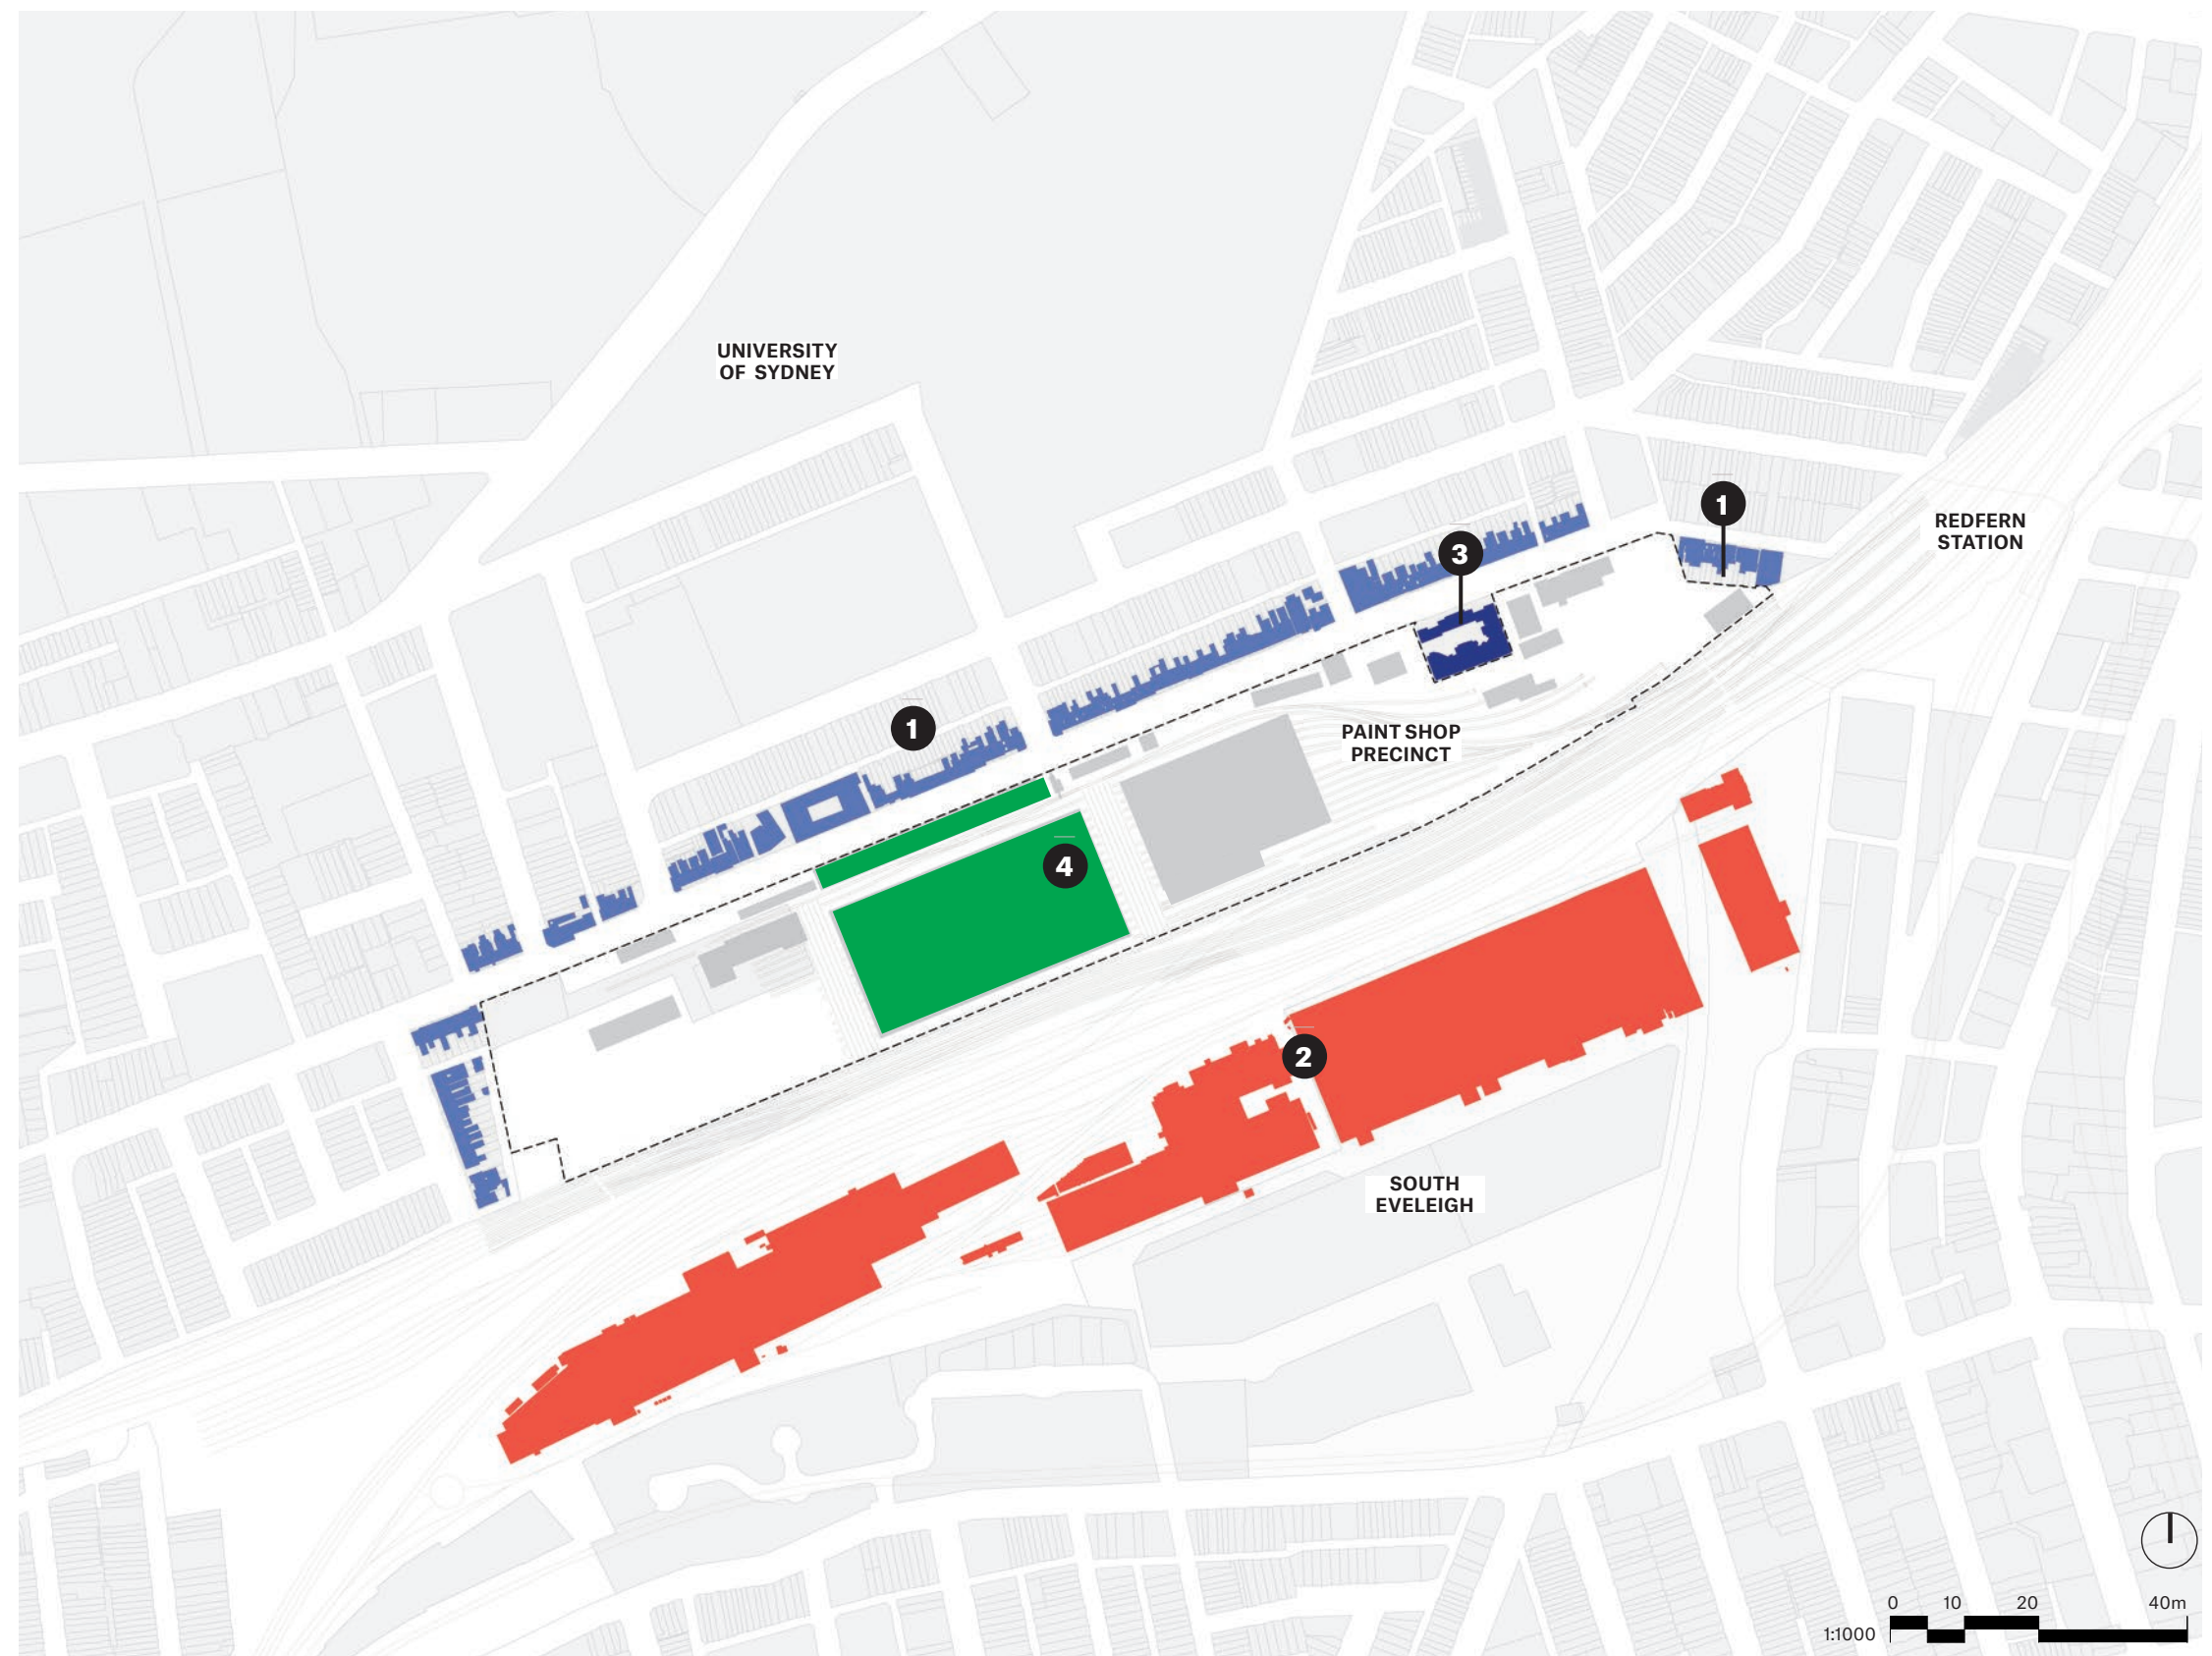 UNIVERSITY
OF SYDNEY
1
REDFERN
STATION
3
1
PAINT SHOP
PRECINCT
4
2
SOUTH
EVELEIGH
0 10 20 40m
1:1000